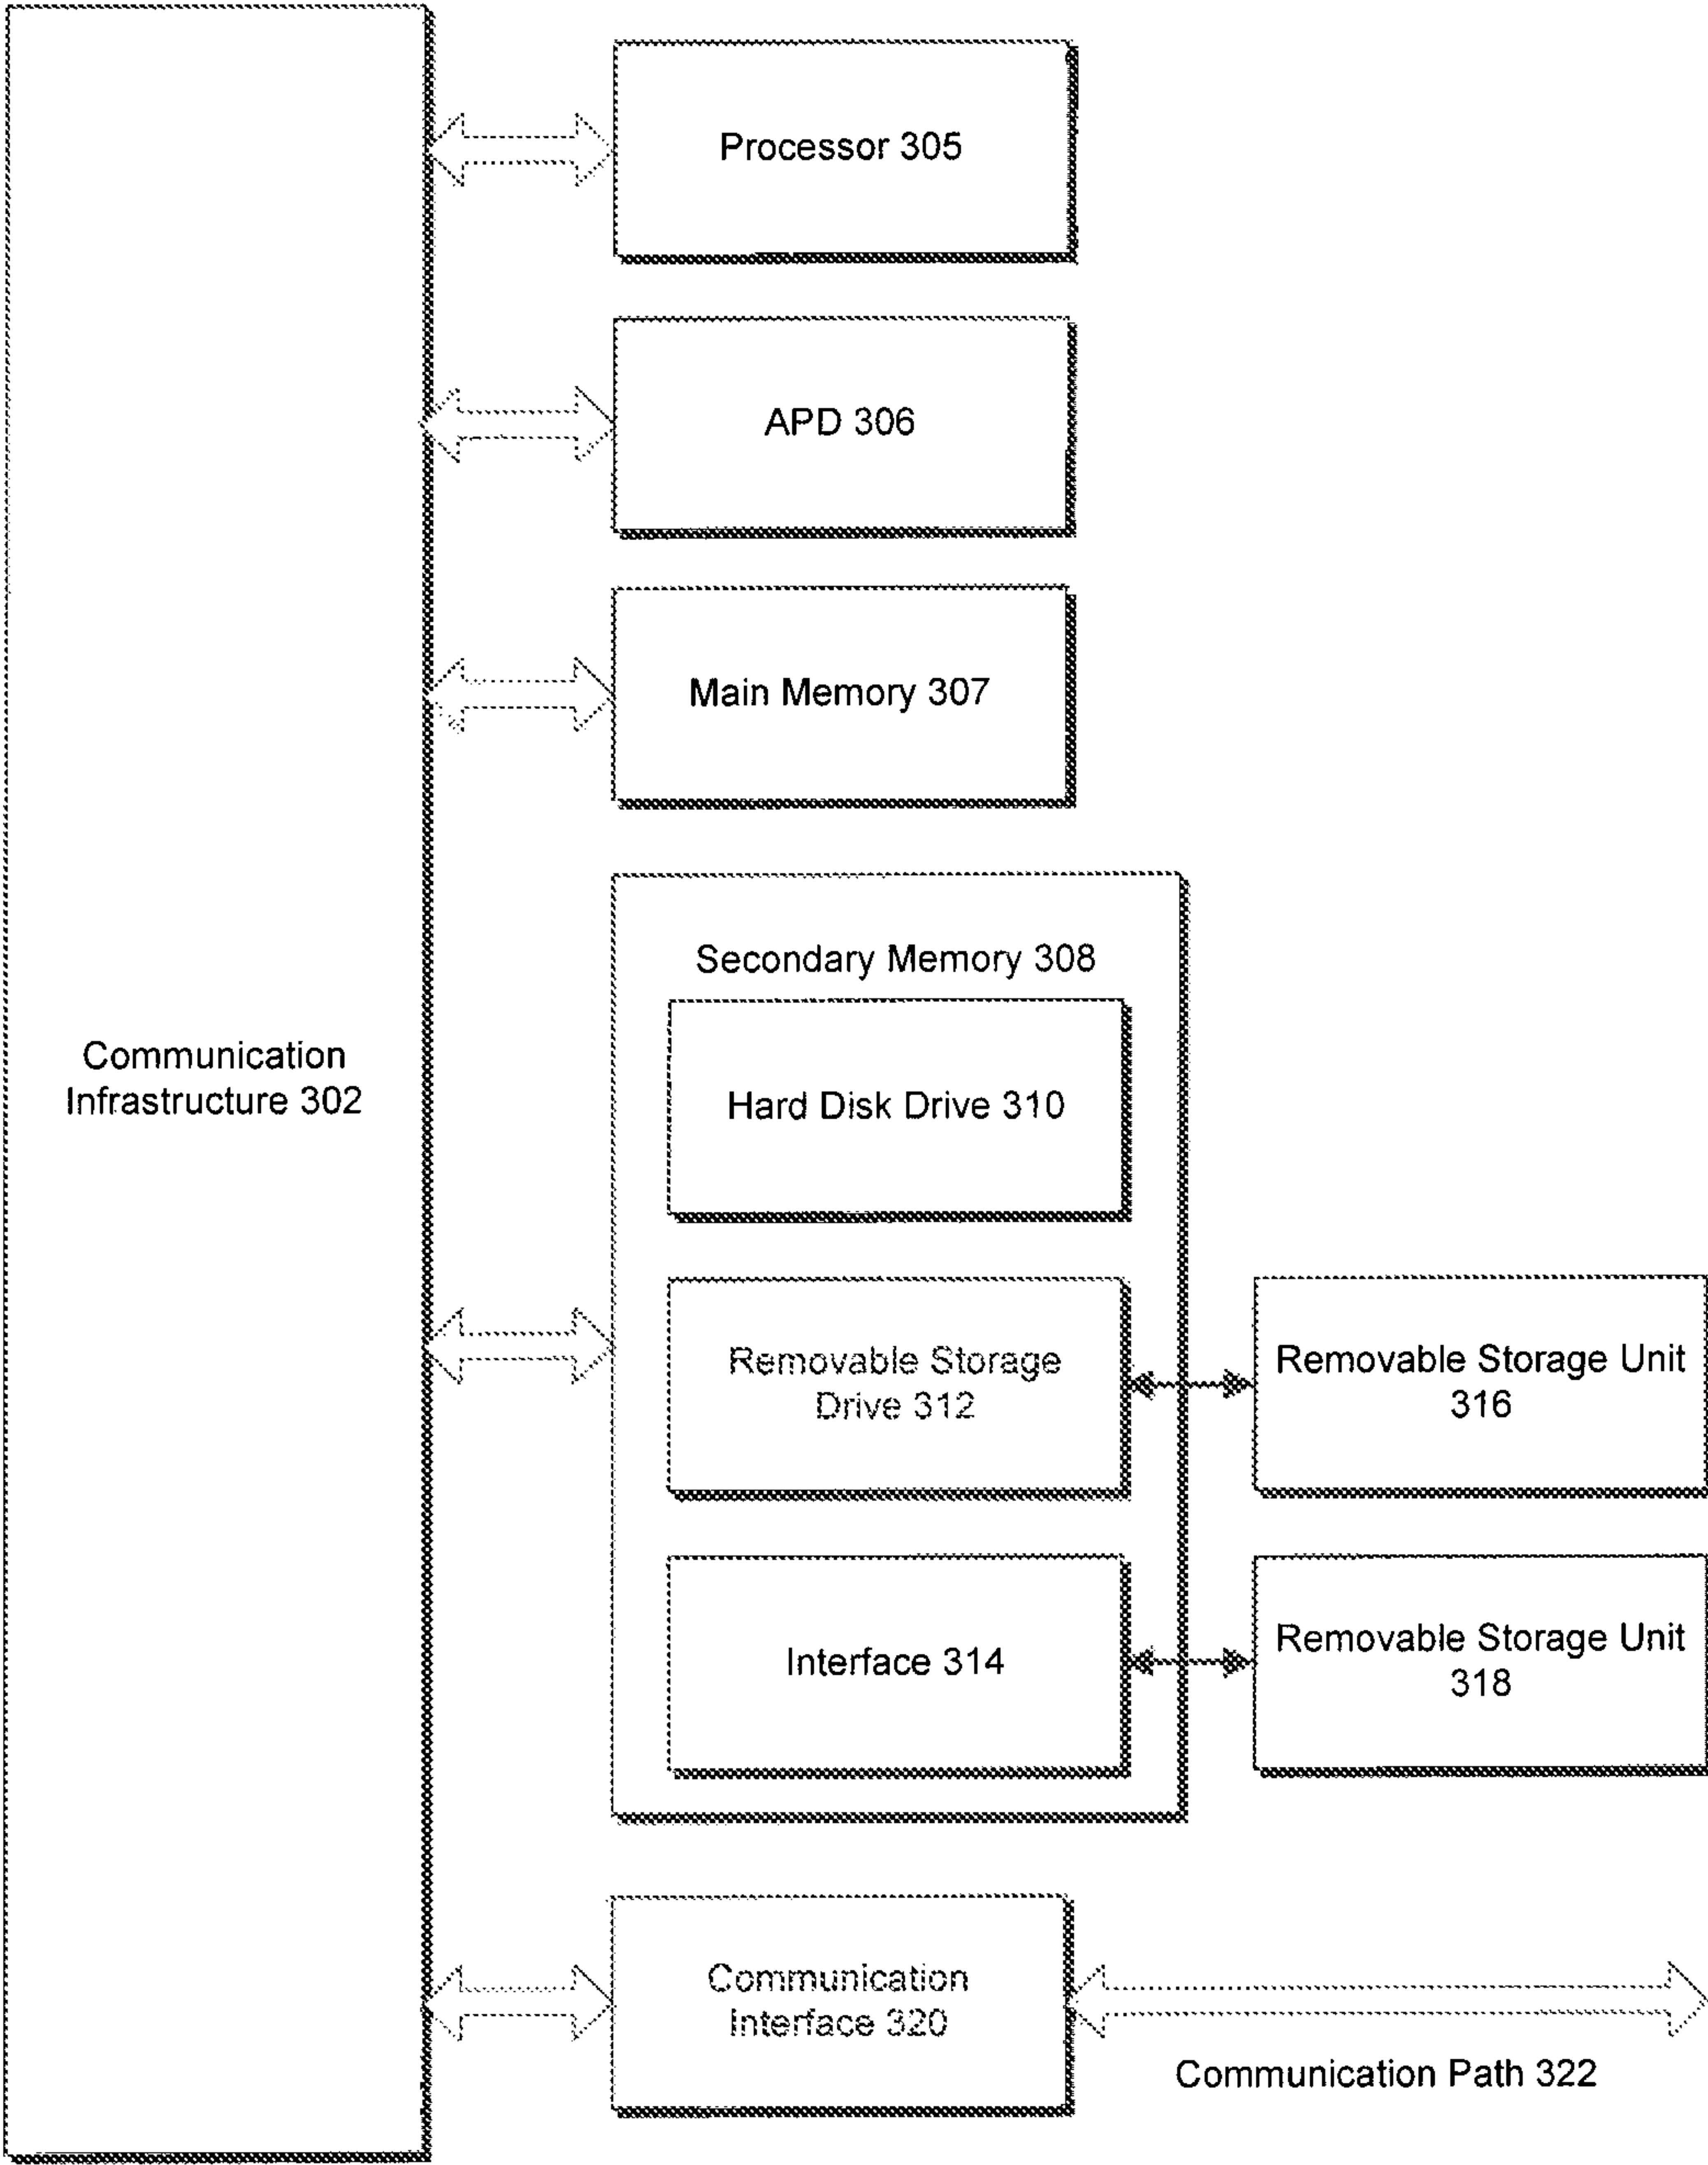 Processor 305
APD 306
Main Memory 307
Secondary Memory 308
Communication
Infrastructure 302
Hard Disk Drive 310
Removable Storage
Drive 312
Removable Storage Unit
316
Interface 314
Removable Storage Unit
318
Communication
Interface 320
Communication Path 322